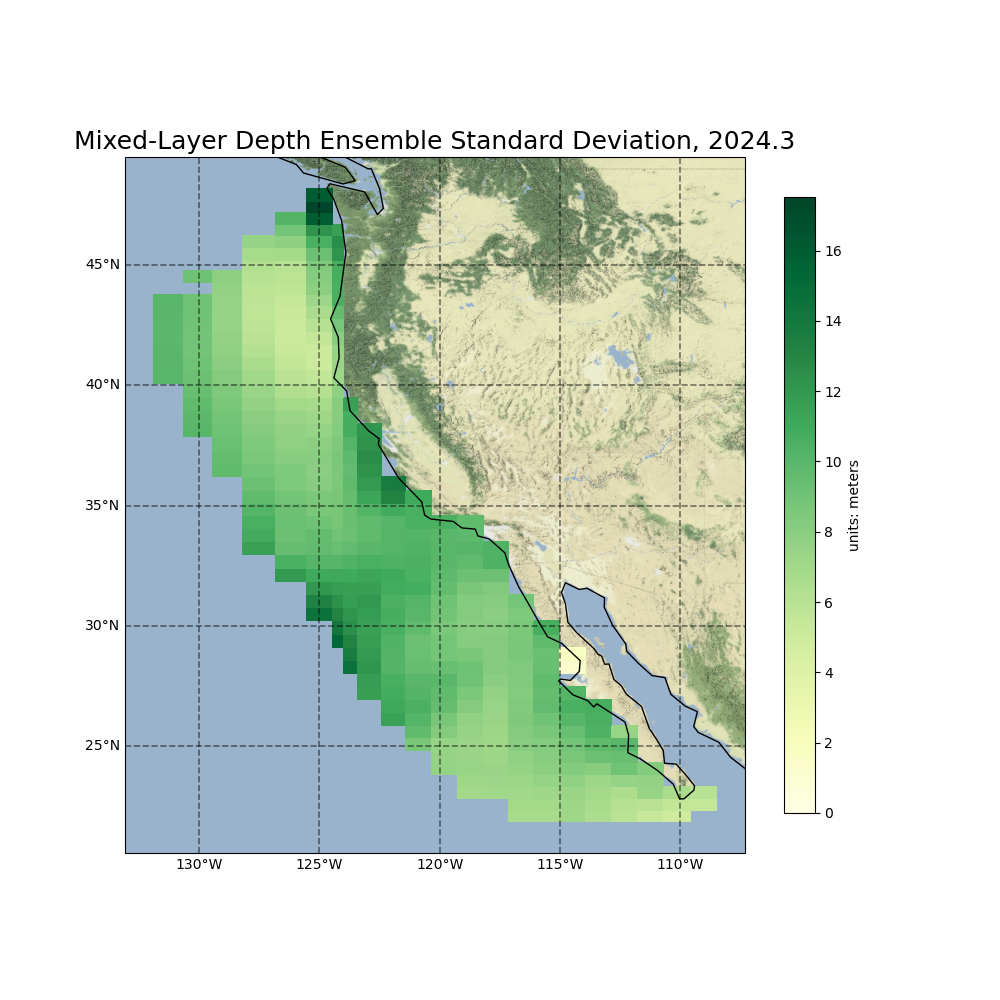 Mixed-Layer Depth Ensemble Standard Deviation, 2024.3
45°N
40°N
35°N
30°N
25°N
130°W
125°W
120°W
115°W
110°W
16
14
12
10
8
6
4
2
0
units: meters